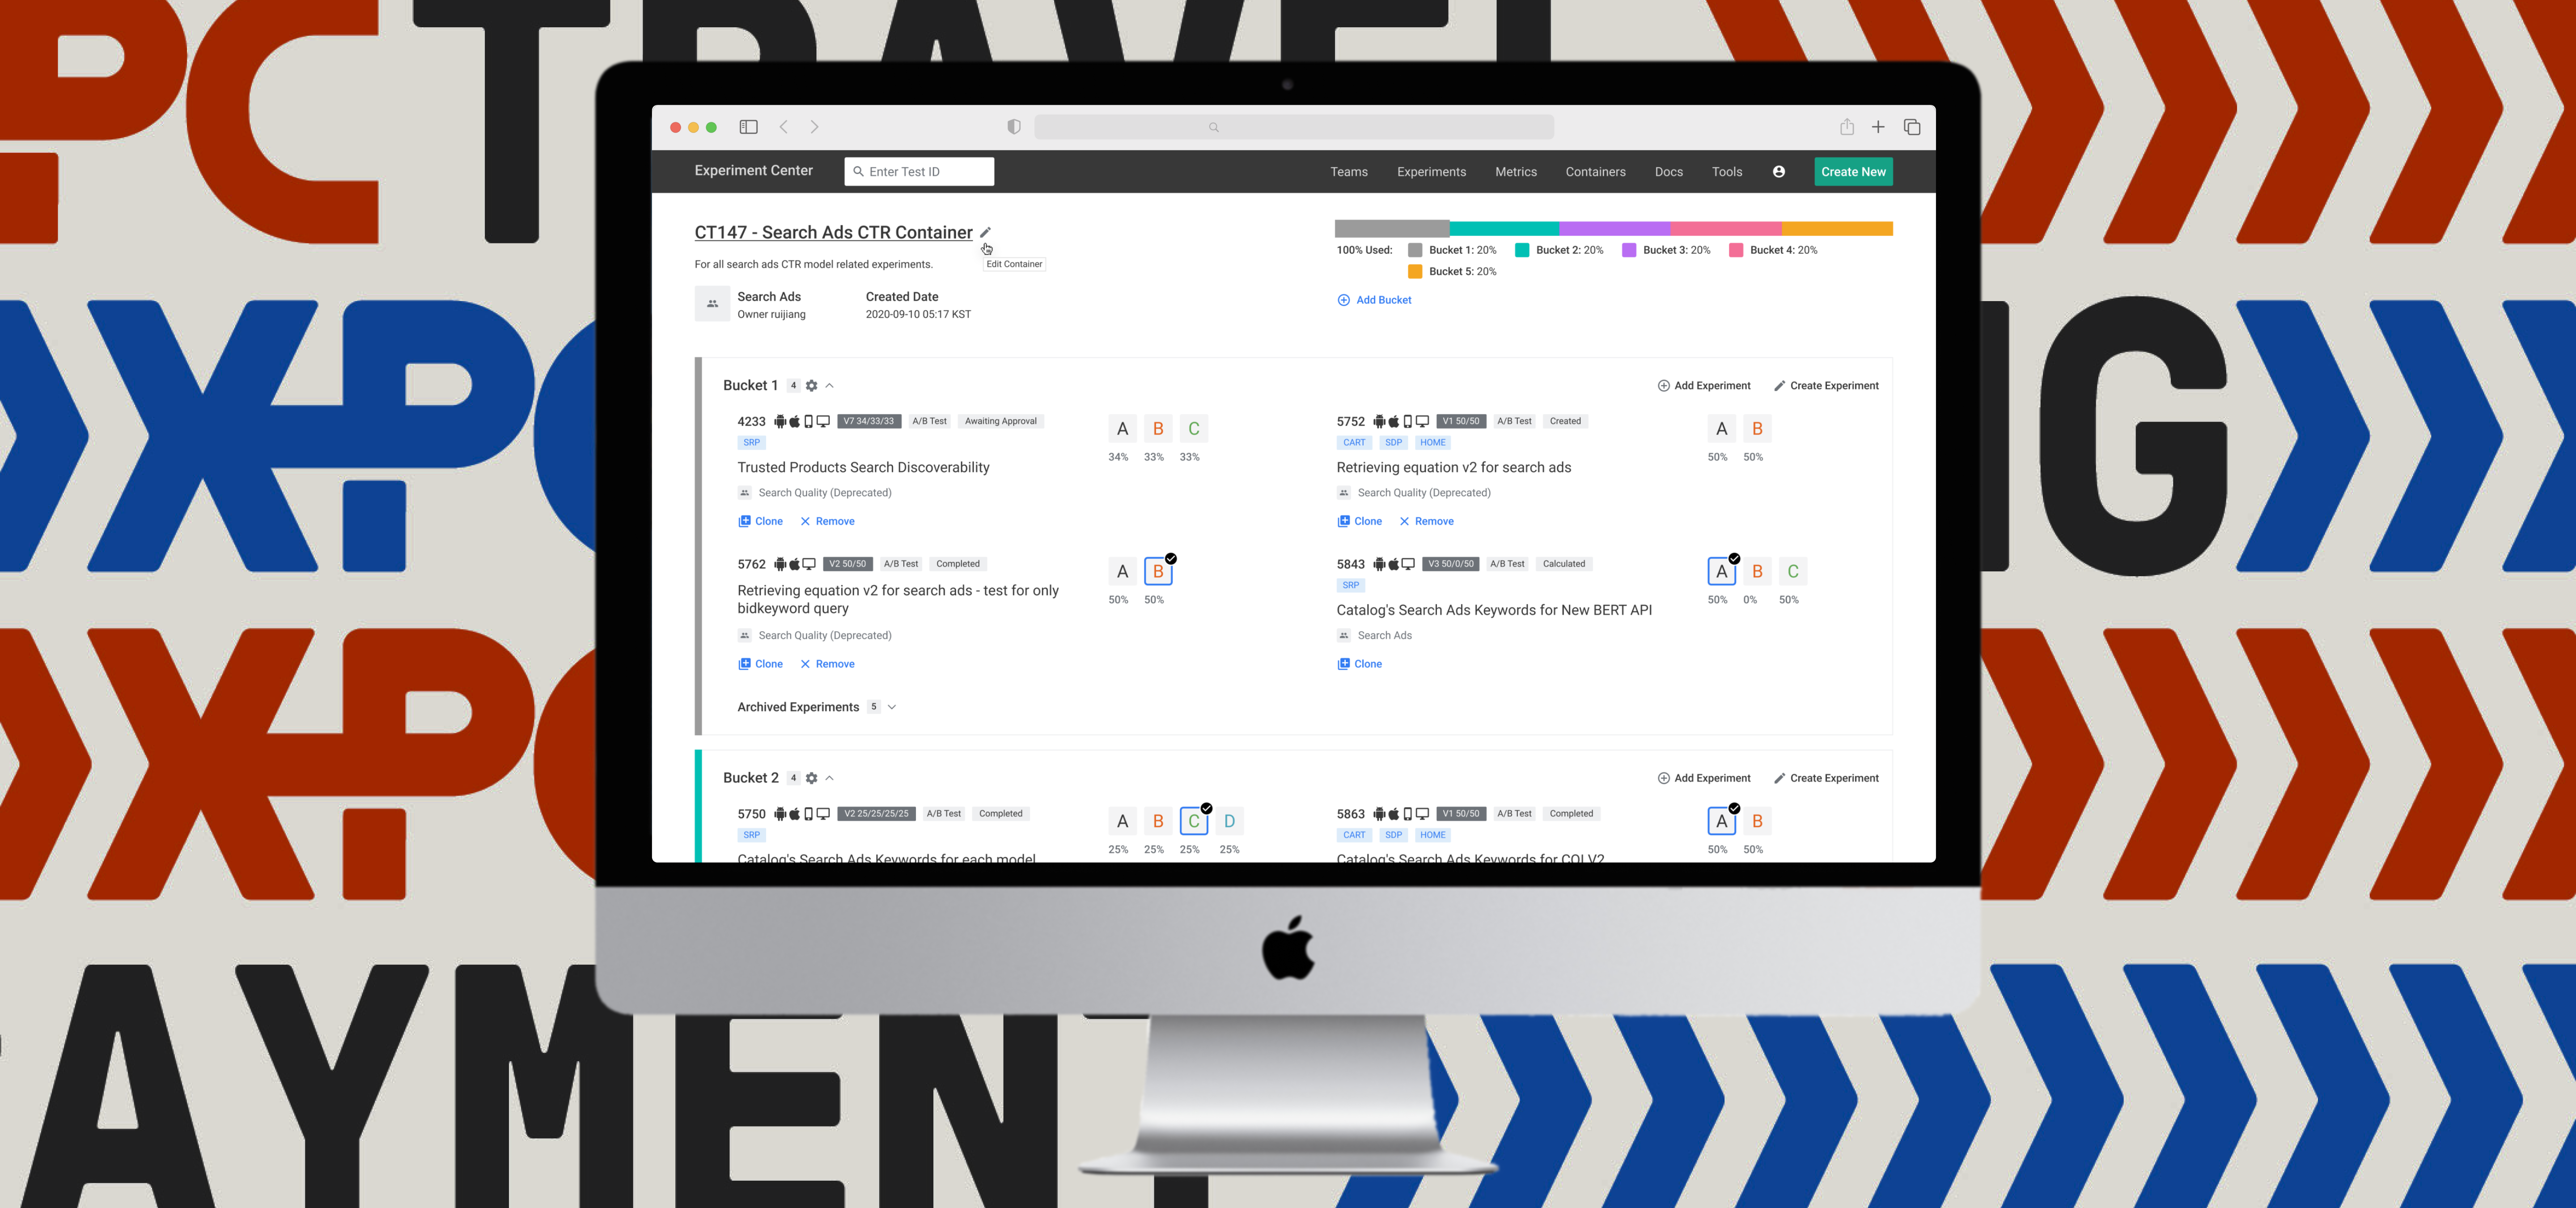 PC TRAVEL
Experiment Center
Enter Test ID
Teams
Experiments
Metrics
Containers
Docs
Tools
Create New
CT147 - Search Ads CTR Container
Edit Container
For all search ads CTR model related experiments.
Search Ads
Owner ruijiang
Created Date
2020-09-10 05:17 KST
100% Used:
Bucket 1: 20%
Bucket 2: 20%
Bucket 3: 20%
Bucket 4: 20%
Bucket 5: 20%
Add Bucket
Bucket 1 4
Add Experiment
Create Experiment
4233 V7 34/33/33 A/B Test Awaiting Approval
SRP
Trusted Products Search Discoverability
Search Quality (Deprecated)
Clone Remove
A B C
34% 33% 33%
5752 V1 50/50 A/B Test Created
CART SDP HOME
Retrieving equation v2 for search ads
Search Quality (Deprecated)
Clone Remove
A B
50% 50%
5762 V2 50/50 A/B Test Completed
Retrieving equation v2 for search ads - test for only
bidkeyword query
Search Quality (Deprecated)
Clone Remove
A B
50% 50%
5843 V3 50/0/50 A/B Test Calculated
SRP
Catalog's Search Ads Keywords for New BERT API
Search Ads
Clone
A B C
50% 0% 50%
Archived Experiments 5
Bucket 2 4
Add Experiment
Create Experiment
5750 V2 25/25/25/25 A/B Test Completed
SRP
Catalog's Search Ads Keywords for each model
A B C D
25% 25% 25% 25%
5863 V1 50/50 A/B Test Completed
CART SDP HOME
Catalog's Search Ads Keywords for COLV2
A B
50% 50%
XPC
G
XPC
PAYMENT